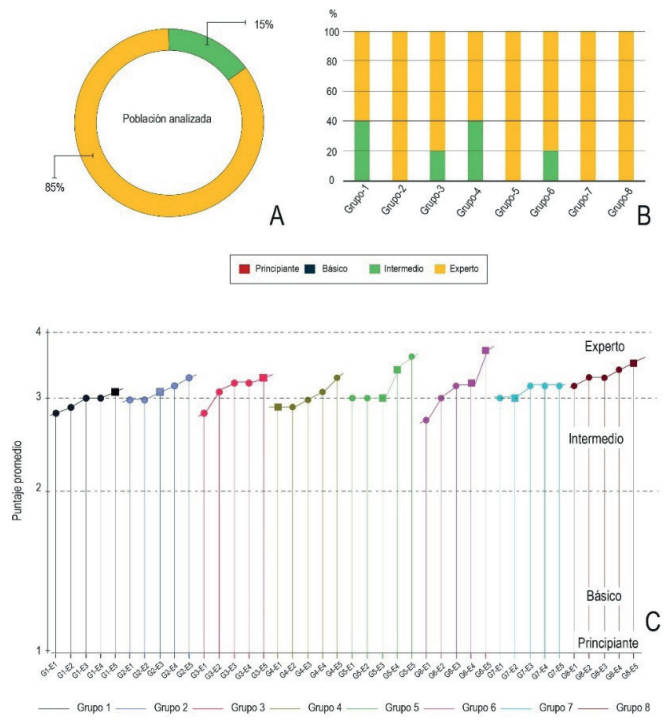 15%
Población analizada
85%
A
%
100
80
60
40
20
0
Grupo-1
Grupo-2
Grupo-3
Grupo-4
Grupo-5
Grupo-6
Grupo-7
Grupo-8
B
Principiante Básico Intermedio Experto
Puntaje promedio
4
3
2
1
Experto
Intermedio
Básico
Principiante
C
G1-E1
G1-E2
G1-E3
G1-E4
G1-E5
G2-E1
G2-E2
G2-E3
G2-E4
G2-E5
G3-E1
G3-E2
G3-E3
G3-E4
G3-E5
G4-E1
G4-E2
G4-E3
G4-E4
G4-E5
G5-E1
G5-E2
G5-E3
G5-E4
G5-E5
G6-E1
G6-E2
G6-E3
G6-E4
G6-E5
G7-E1
G7-E2
G7-E3
G7-E4
G7-E5
G8-E1
G8-E2
G8-E3
G8-E4
G8-E5
Grupo 1 Grupo 2 Grupo 3 Grupo 4 Grupo 5 Grupo 6 Grupo 7 Grupo 8